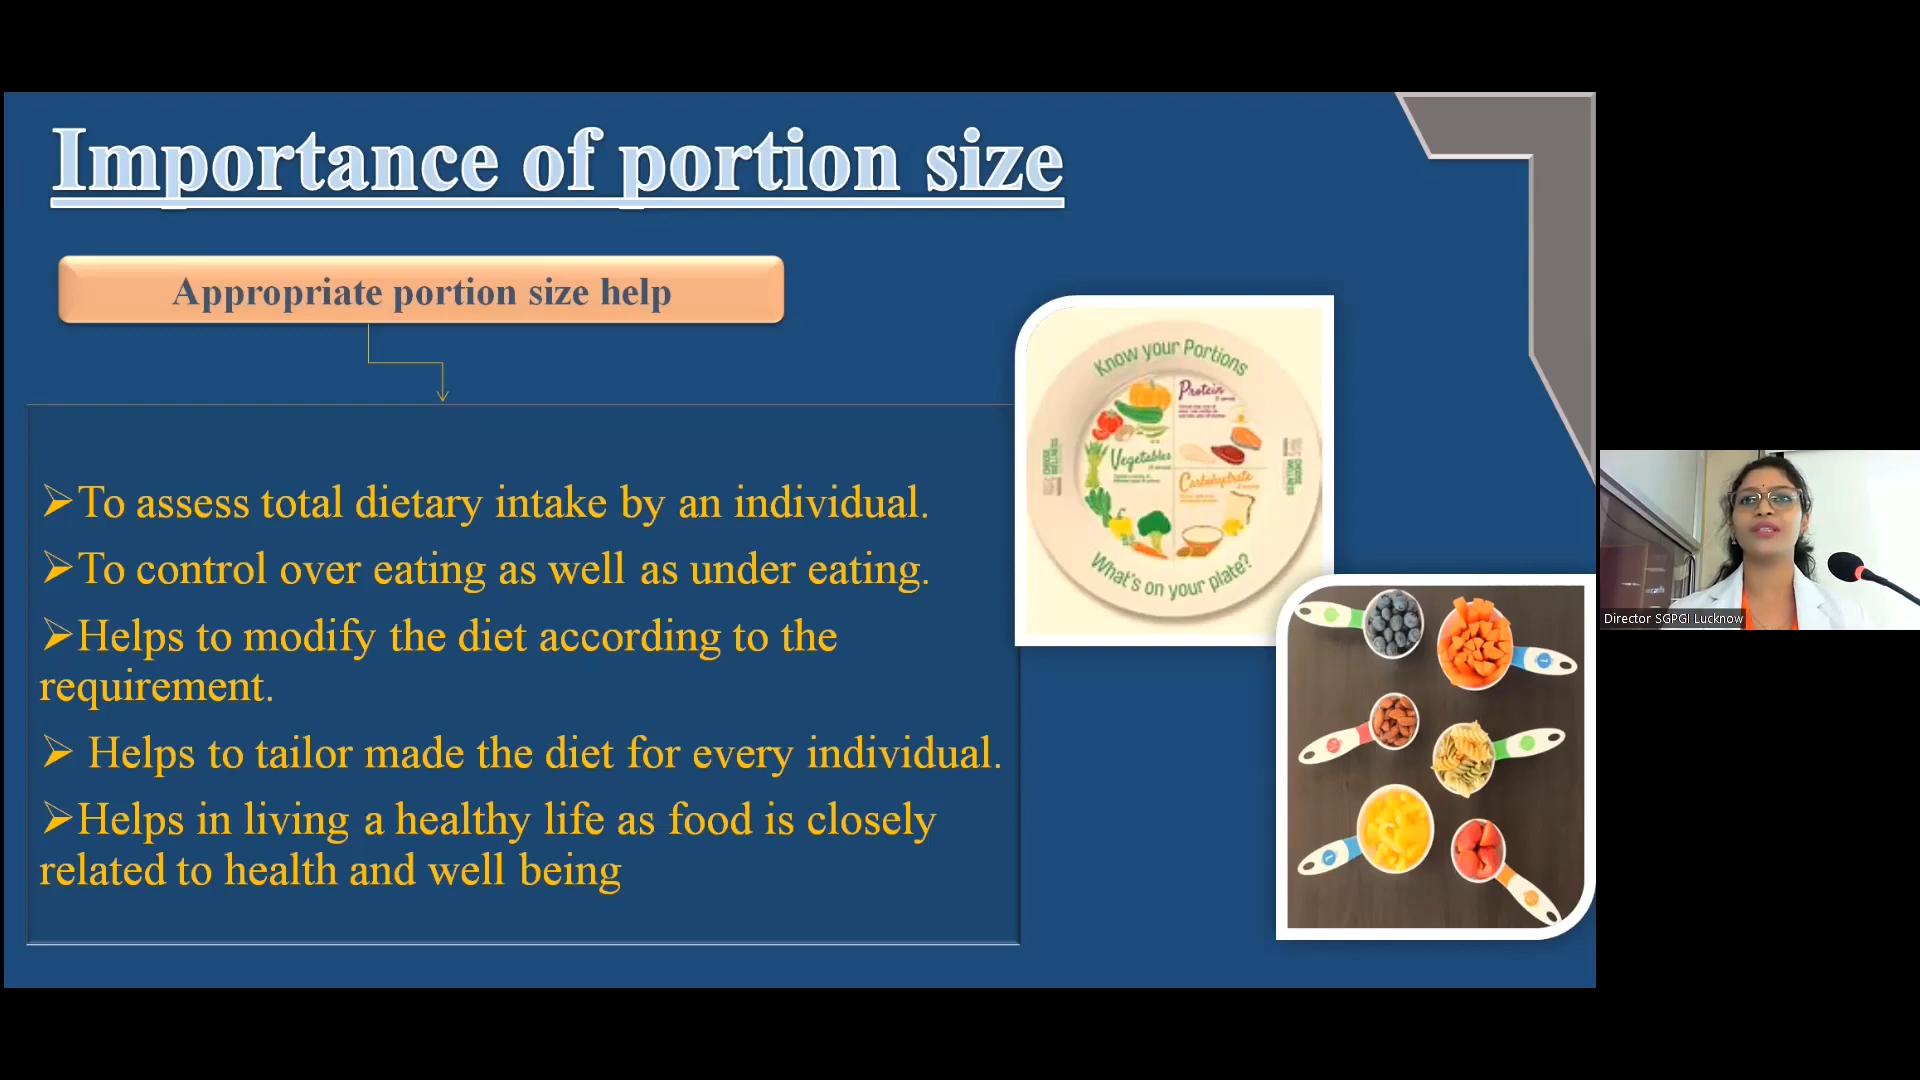 Importance of portion size
Appropriate portion size help
➢To assess total dietary intake by an individual.
➢To control over eating as well as under eating.
➢Helps to modify the diet according to the
requirement.
➢ Helps to tailor made the diet for every individual.
➢Helps in living a healthy life as food is closely
related to health and well being
Know your Portions
Protein
Vegetables
Carbohydrate
What's on your plate?
Director SGPGI Lucknow